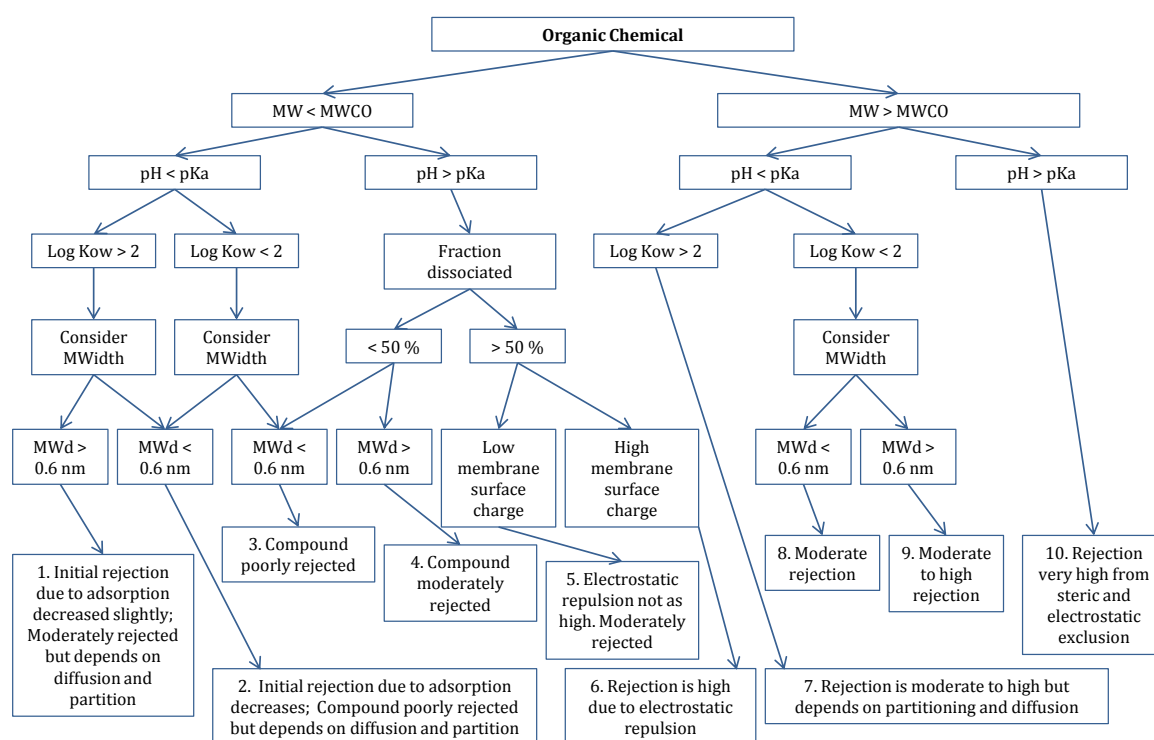 Organic Chemical
MW < MWCO
MW > MWCO
pH < pKa
pH > pKa
pH < pKa
pH > pKa
Log Kow > 2
Log Kow < 2
Fraction
dissociated
Log Kow > 2
Log Kow < 2
Consider
MWidth
Consider
MWidth
< 50 %
> 50%
Consider
MWidth
MWd >
0.6 nm
MWd <
0.6 nm
MWd <
0.6 nm
MWd >
0.6 nm
Low
membrane
surface
charge
High
membrane
surface
charge
MWd <
0.6 nm
MWd >
0.6 nm
1. Initial rejection
due to adsorption
decreased slightly;
Moderately rejected
but depends on
diffusion and
partition
2. Initial rejection due to adsorption
decreases; Compound poorly rejected
but depends on diffusion and partition
3. Compound
poorly rejected
4. Compound
moderately
rejected
5. Electrostatic
repulsion not as
high. Moderately
rejected
6. Rejection is high
due to electrostatic
repulsion
7. Rejection is moderate to high but
depends on partitioning and diffusion
8. Moderate
rejection
9. Moderate
to high
rejection
10. Rejection
very high from
steric and
electrostatic
exclusion